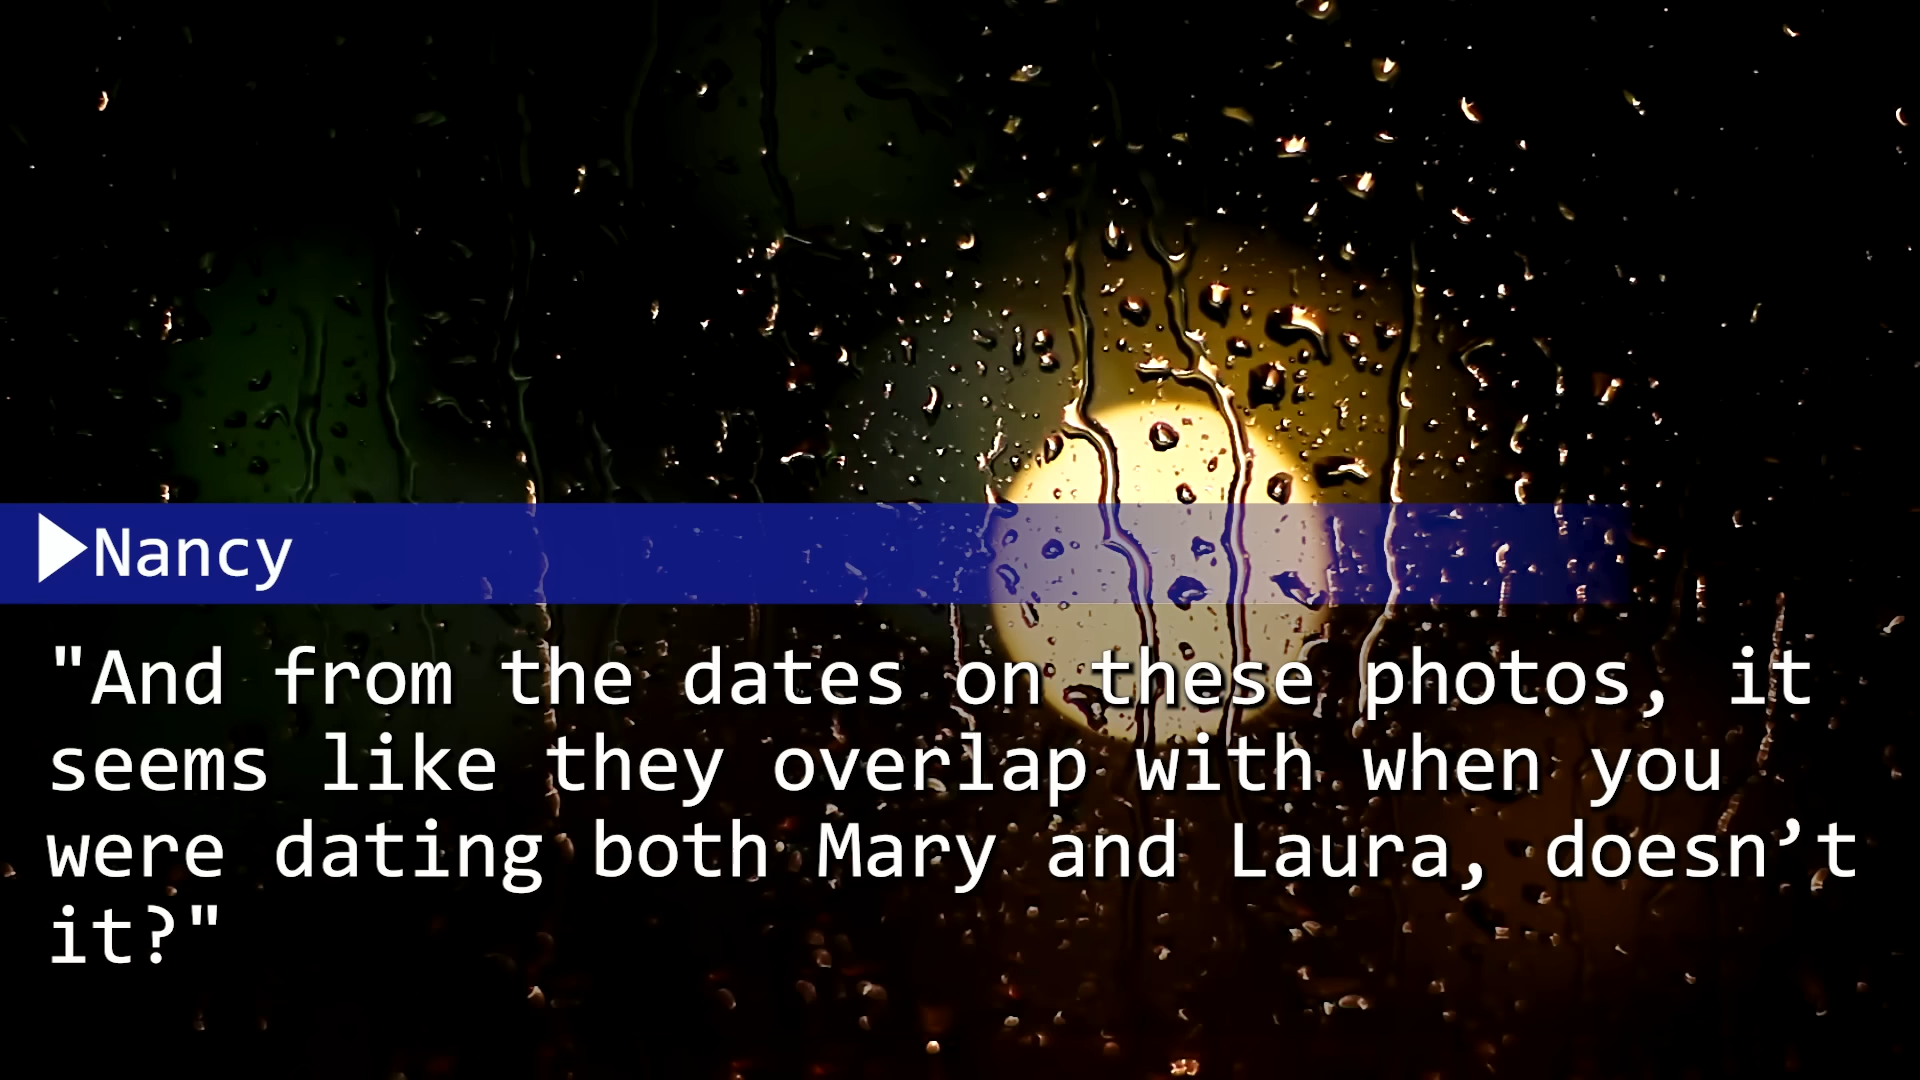 Nancy
"And from the dates on these photos, it
seems like they overlap with when you
were dating both Mary and Laura, doesn’t
it?"